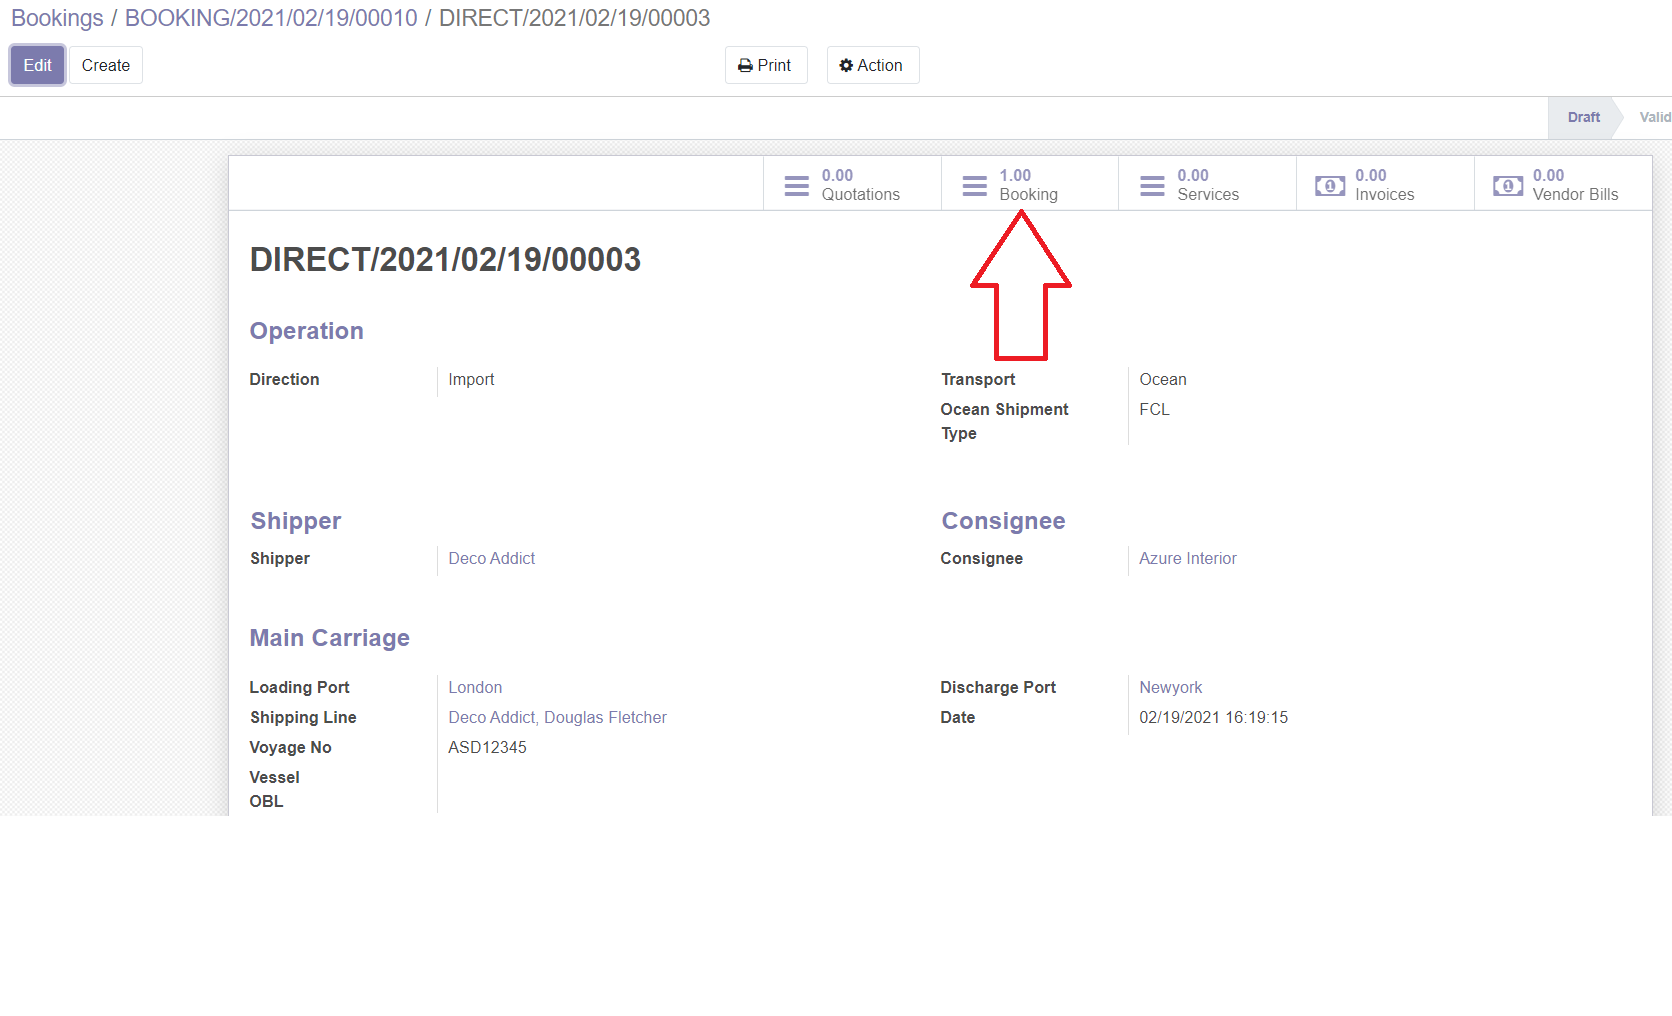 Bookings / BOOKING/2021/02/19/00010 / DIRECT/2021/02/19/00003
Edit Create Print Action
Draft Valid
0.00 Quotations
1.00 Booking
0.00 Services
0.00 Invoices
0.00 Vendor Bills
DIRECT/2021/02/19/00003
Operation
Direction Import
Transport Ocean
Ocean Shipment Type FCL
Shipper
Shipper Deco Addict
Consignee
Consignee Azure Interior
Main Carriage
Loading Port London
Shipping Line Deco Addict, Douglas Fletcher
Voyage No ASD12345
Vessel
OBL
Discharge Port Newyork
Date 02/19/2021 16:19:15